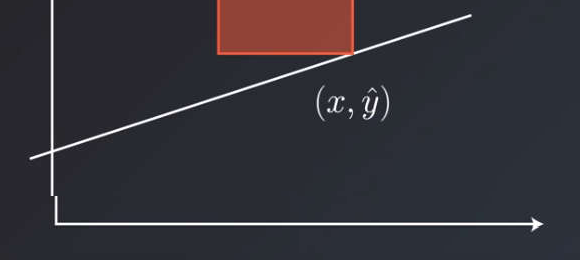 (x, ŷ)